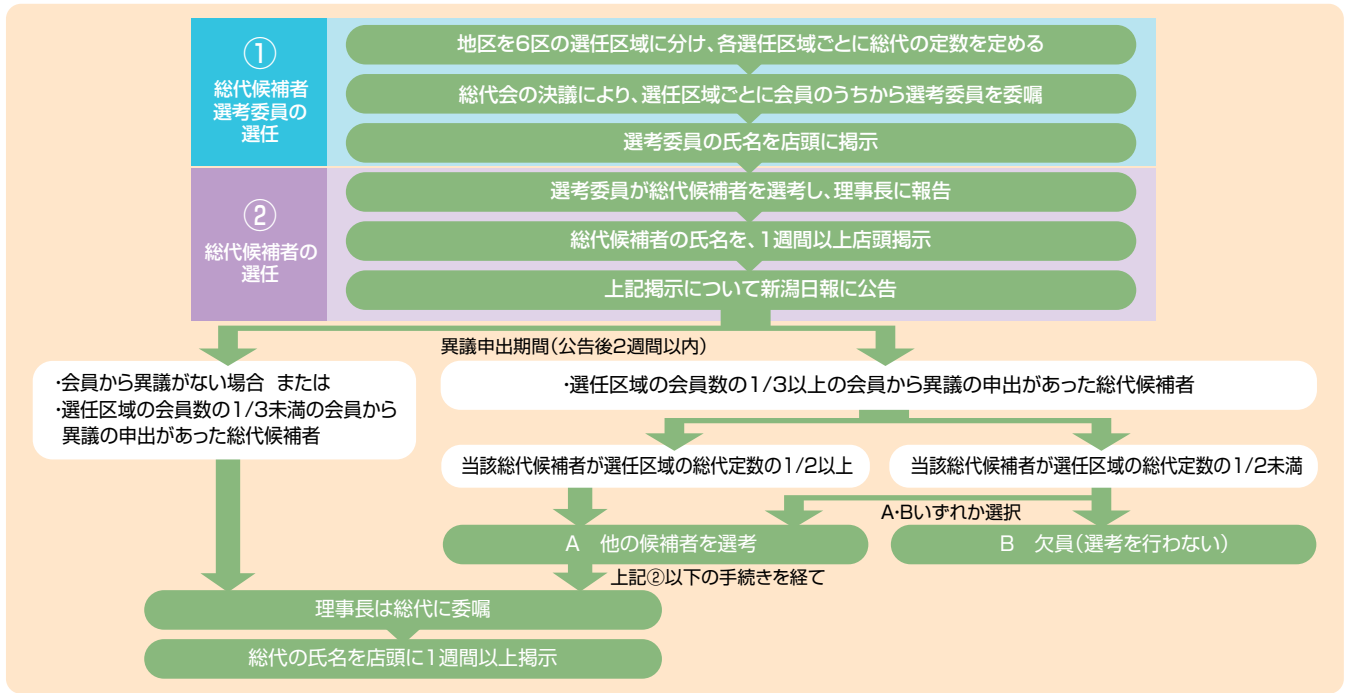 ①
総代候補者
選考委員の
選任
地区を6区の選任区域に分け、各選任区域ごとに総代の定数を定める
総代会の決議により、選任区域ごとに会員のうちから選考委員を委嘱
選考委員の氏名を店頭に掲示
②
総代候補者の
選任
選考委員が総代候補者を選考し、理事長に報告
総代候補者の氏名を、1週間以上店頭掲示
上記掲示について新潟日報に公告
異議申出期間（公告後2週間以内）
・会員から異議がない場合 または
・選任区域の会員数の1/3未満の会員から
異議の申出があった総代候補者
・選任区域の会員数の1/3以上の会員から異議の申出があった総代候補者
当該総代候補者が選任区域の総代定数の1/2以上
当該総代候補者が選任区域の総代定数の1/2未満
A・Bいずれか選択
A 他の候補者を選考
B 欠員（選考を行わない）
上記②以下の手続きを経て
理事長は総代に委嘱
総代の氏名を店頭に1週間以上掲示